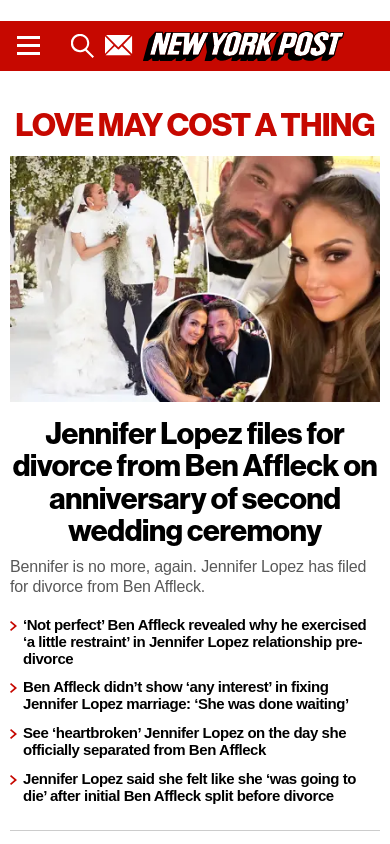 NEW YORK POST
LOVE MAY COST A THING
Jennifer Lopez files for
divorce from Ben Affleck on
anniversary of second
wedding ceremony
Bennifer is no more, again. Jennifer Lopez has filed
for divorce from Ben Affleck.
‘Not perfect’ Ben Affleck revealed why he exercised
‘a little restraint’ in Jennifer Lopez relationship pre-
divorce
Ben Affleck didn’t show ‘any interest’ in fixing
Jennifer Lopez marriage: ‘She was done waiting’
See ‘heartbroken’ Jennifer Lopez on the day she
officially separated from Ben Affleck
Jennifer Lopez said she felt like she ‘was going to
die’ after initial Ben Affleck split before divorce